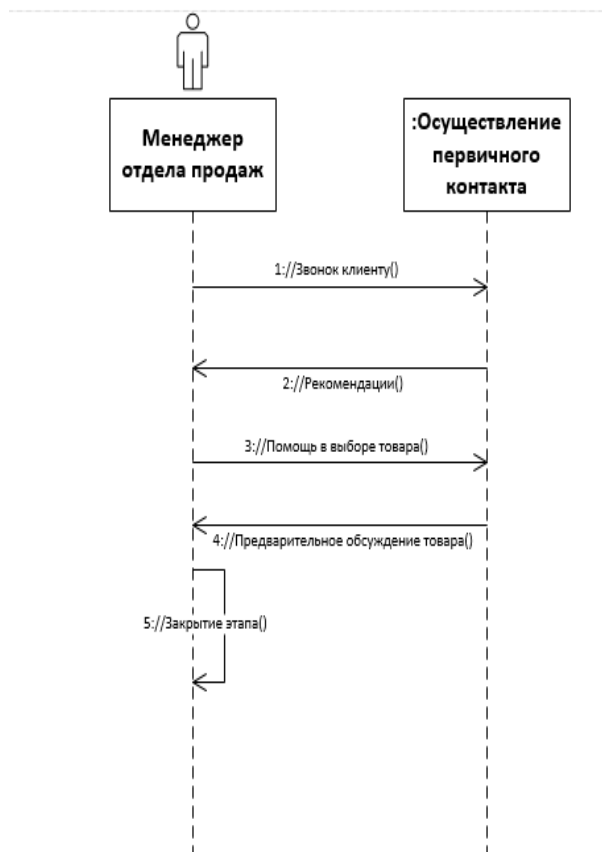 Менеджер
отдела продаж
:Осуществление
первичного
контакта
1://Звонок клиенту()
2://Рекомендации()
3://Помощь в выборе товара()
4://Предварительное обсуждение товара()
5://Закрытие этапа()